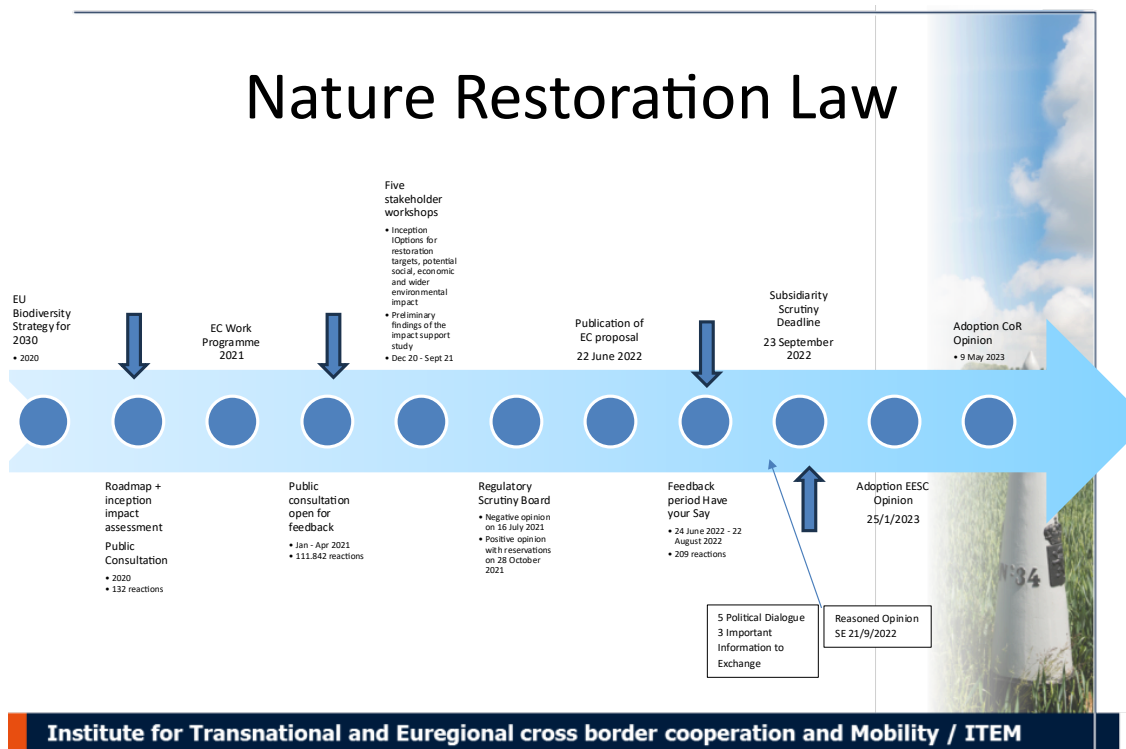 Nature Restoration Law
EU
Biodiversity
Strategy for
2030
• 2020
Roadmap +
inception
impact
assessment
Public
Consultation
• 2020
• 132 reactions
EC Work
Programme
2021
Public
consultation
open for
feedback
• Jan - Apr 2021
• 111.842 reactions
Five
stakeholder
workshops
• Inception
IOptions for
restoration
targets, potential
social, economic
and wider
environmental
impact
• Preliminary
findings of the
impact support
study
• Dec 20 - Sept 21
Regulatory
Scrutiny Board
• Negative opinion
on 16 July 2021
• Positive opinion
with reservations
on 28 October
2021
Publication of
EC proposal
22 June 2022
Feedback
period Have
your Say
• 24 June 2022 - 22
August 2022
• 209 reactions
Subsidiarity
Scrutiny
Deadline
23 September
2022
Adoption EESC
Opinion
25/1/2023
Adoption CoR
Opinion
• 9 May 2023
5 Political Dialogue
3 Important
Information to
Exchange
Reasoned Opinion
SE 21/9/2022
34
Institute for Transnational and Euregional cross border cooperation and Mobility / ITEM